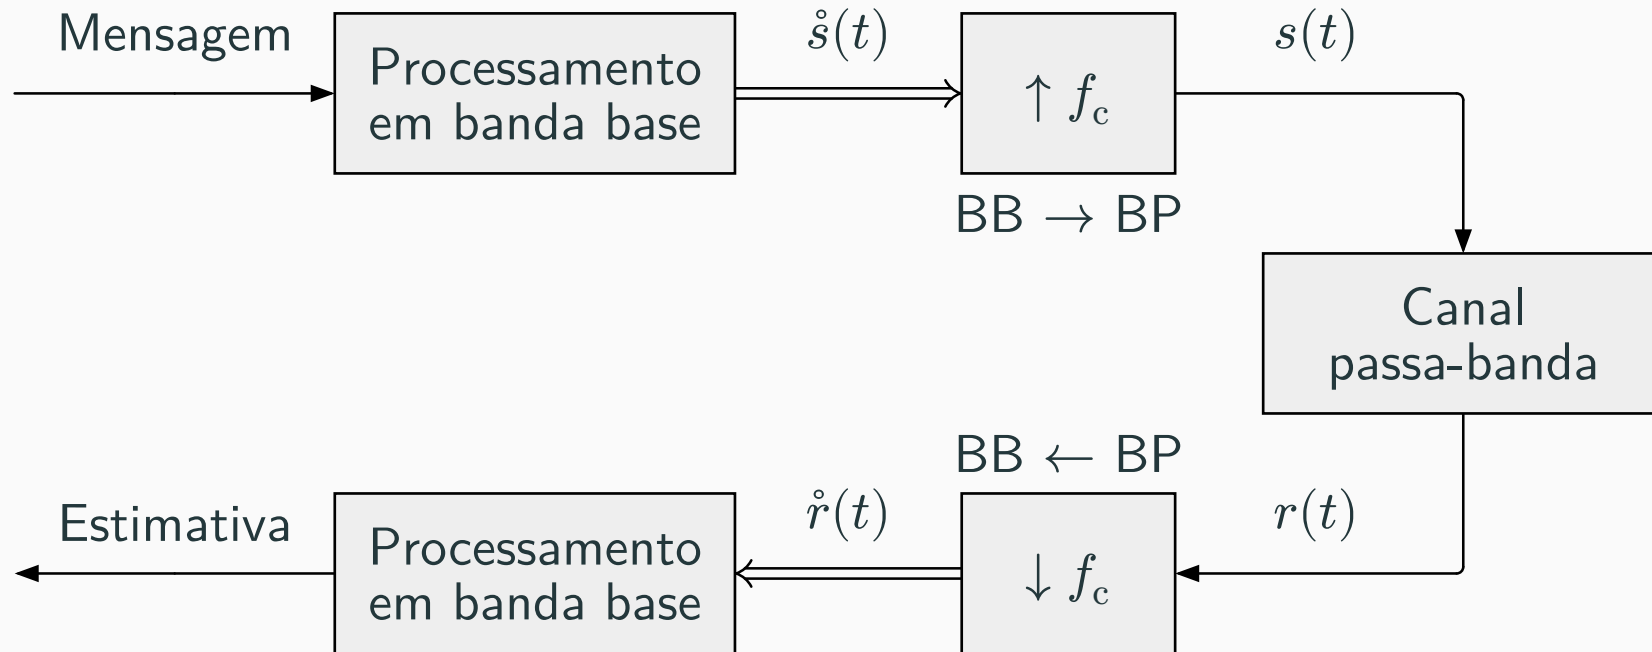 Mensagem
Processamento
em banda base
s̊(t)
↑ f_c
BB → BP
s(t)
Canal
passa-banda
r(t)
BB ← BP
↓ f_c
r̊(t)
Processamento
em banda base
Estimativa